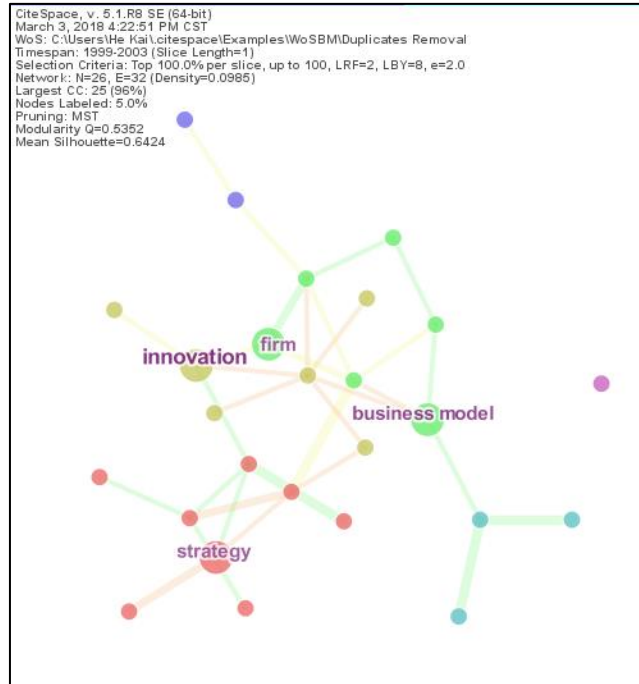 CiteSpace, v. 5.1.R8 SE (64-bit)
March 3, 2018 4:22:51 PM CST
WoS: C:\Users\He Kai\.citespace\Examples\WoSBM\Duplicates Removal
Timespan: 1999-2003 (Slice Length=1)
Selection Criteria: Top 100.0% per slice, up to 100, LRF=2, LBY=8, e=2.0
Network: N=26, E=32 (Density=0.0985)
Largest CC: 25 (96%)
Nodes Labeled: 5.0%
Pruning: MST
Modularity Q=0.5352
Mean Silhouette=0.6424
firm
innovation
business model
strategy